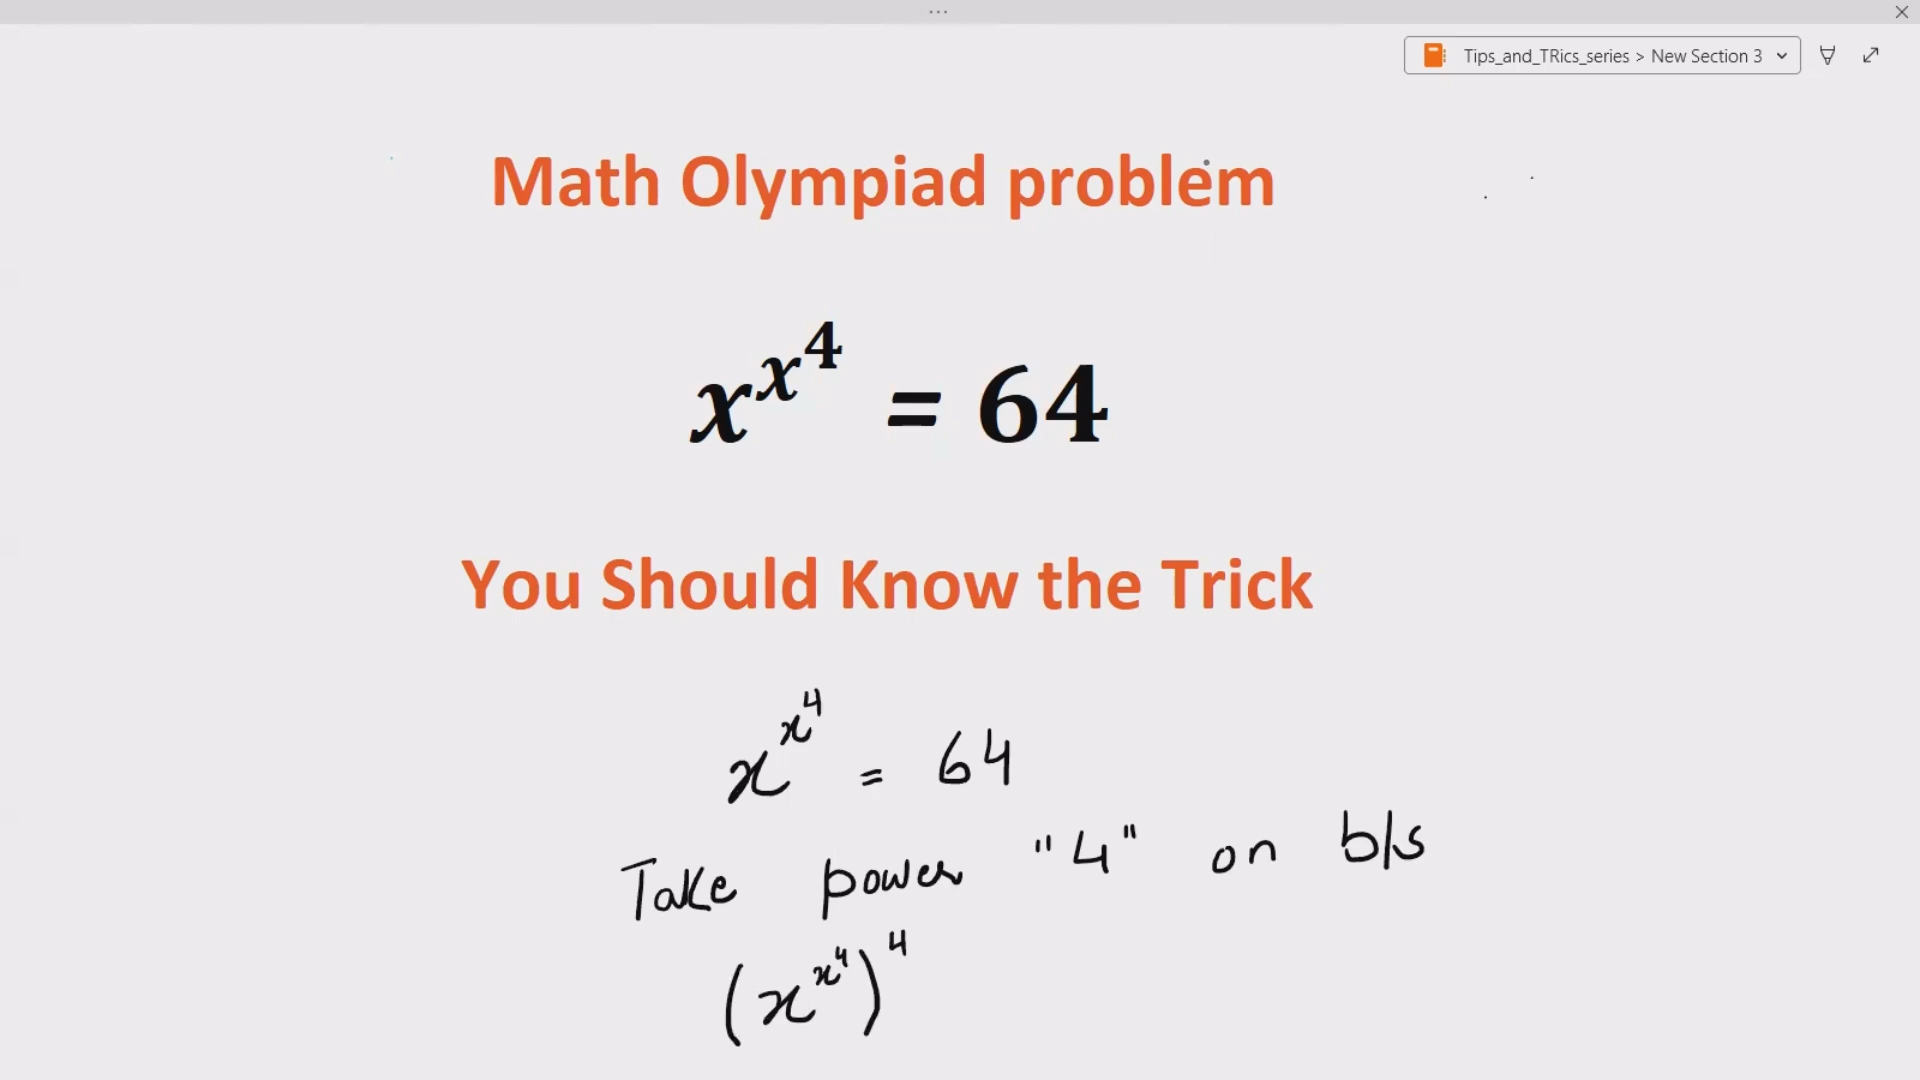 Tips_and_TRics_series > New Section 3
Math Olympiad problem
x^{x^4} = 64
You Should Know the Trick
x^{x^4} = 64
Take power "4" on b/s
(x^{x^4})^4